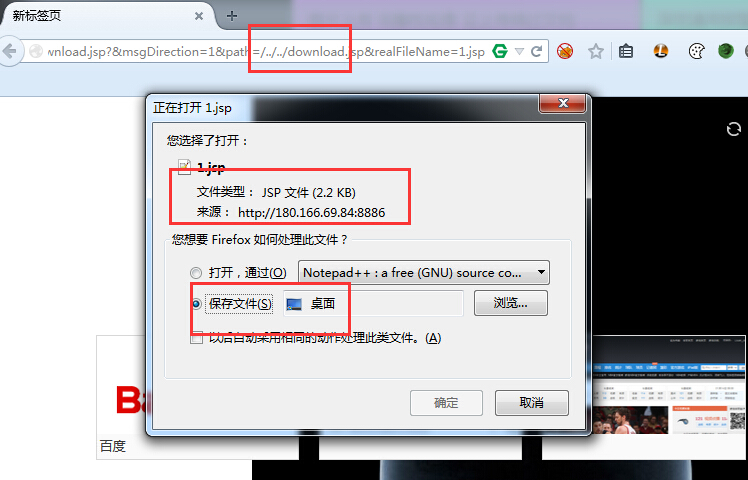 新标签页
wnload.jsp?&msgDirection=1&path=/../../download.jsp&realFileName=1.jsp
正在打开 1.jsp
您选择了打开：
1.jsp
文件类型： JSP 文件 (2.2 KB)
来源： http://180.166.69.84:8886
您想要 Firefox 如何处理此文件？
打开，通过(O) Notepad++ : a free (GNU) source co...
保存文件(S) 桌面 浏览...
以后自动采用相同的动作处理此类文件。(A)
确定 取消
Ba
百度